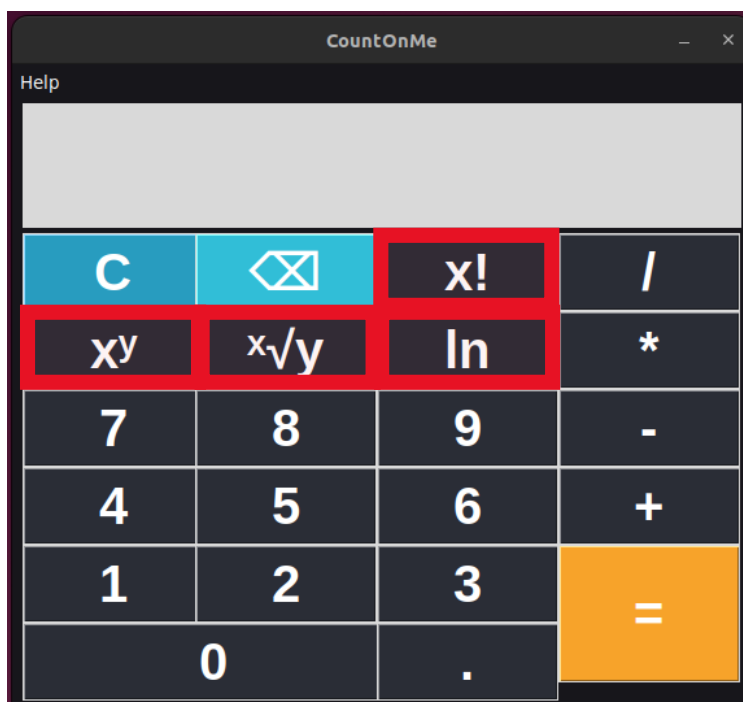 CountOnMe
Help
C ⌫ x! /
xʸ ˣ√y ln *
7 8 9 -
4 5 6 +
1 2 3 =
0 .